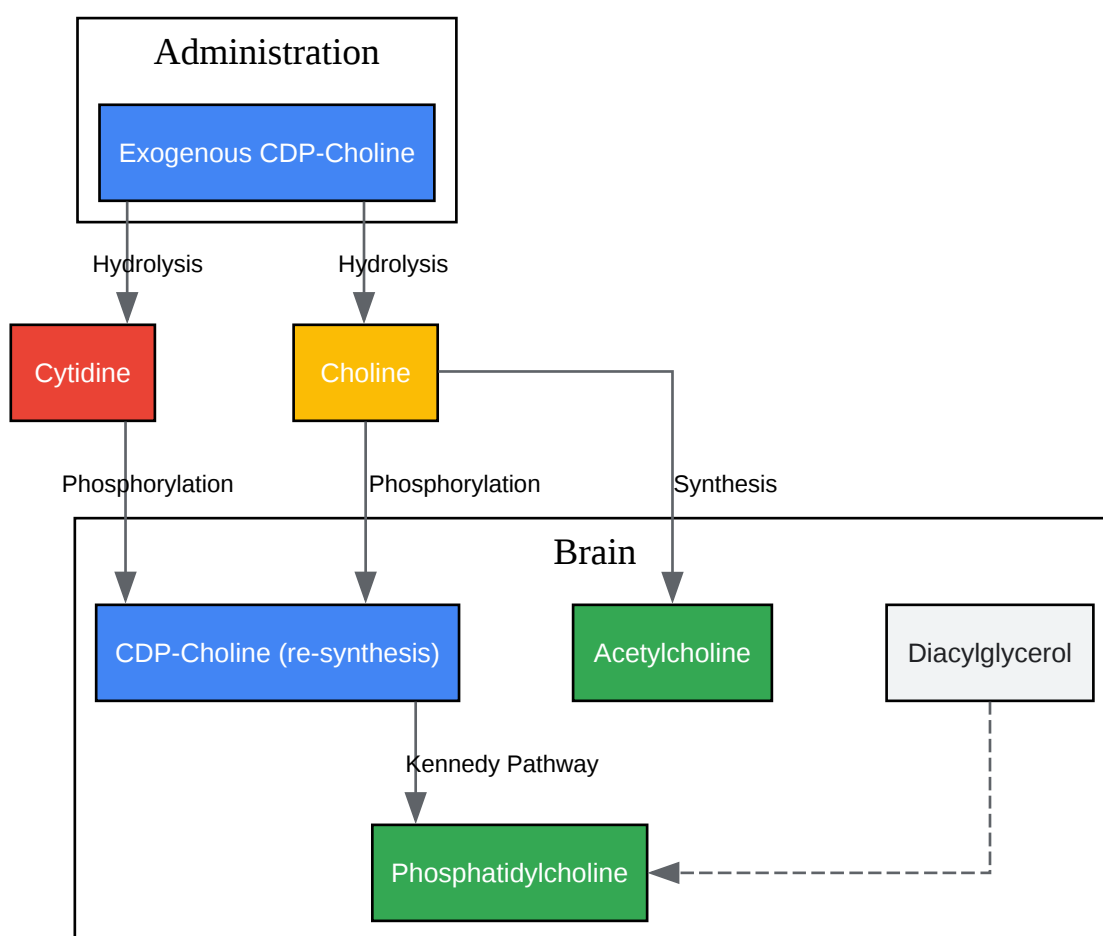 Administration
Exogenous CDP-Choline
Hydrolysis
Hydrolysis
Cytidine
Choline
Phosphorylation
Phosphorylation
Synthesis
Brain
CDP-Choline (re-synthesis)
Acetylcholine
Diacylglycerol
Kennedy Pathway
Phosphatidylcholine